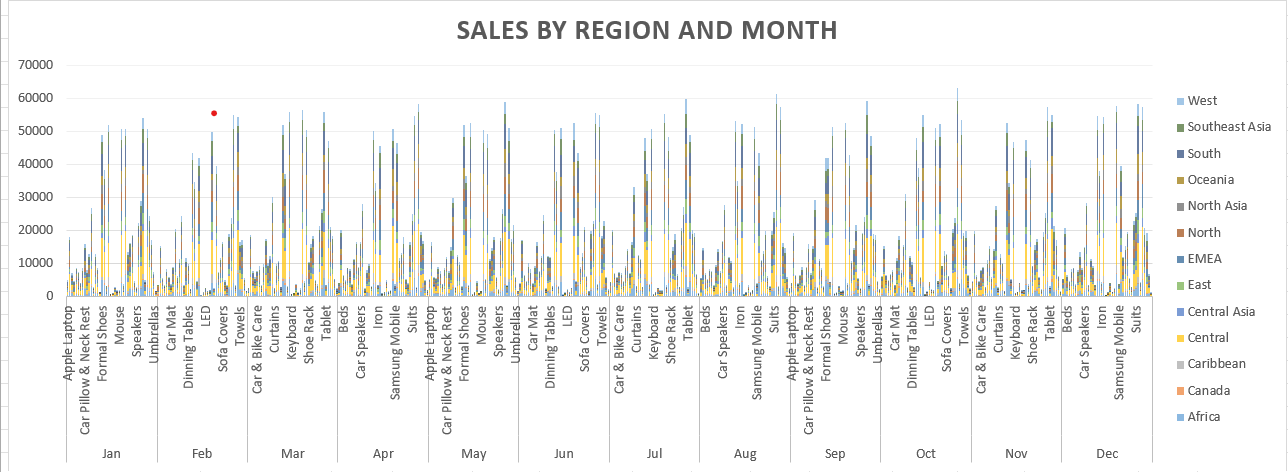 SALES BY REGION AND MONTH
70000
60000
50000
40000
30000
20000
10000
0
West
Southeast Asia
South
Oceania
North Asia
North
EMEA
East
Central Asia
Central
Caribbean
Canada
Africa
Apple Laptop
Car Pillow & Neck Rest
Formal Shoes
Mouse
Speakers
Umbrellas
Car Mat
Dinning Tables
LED
Sofa Covers
Towels
Car & Bike Care
Curtains
Keyboard
Shoe Rack
Tablet
Beds
Car Speakers
Iron
Samsung Mobile
Suits
Apple Laptop
Car Pillow & Neck Rest
Formal Shoes
Mouse
Speakers
Umbrellas
Car Mat
Dinning Tables
LED
Sofa Covers
Towels
Car & Bike Care
Curtains
Keyboard
Shoe Rack
Tablet
Beds
Car Speakers
Iron
Samsung Mobile
Suits
Apple Laptop
Car Pillow & Neck Rest
Formal Shoes
Mouse
Speakers
Umbrellas
Car Mat
Dinning Tables
LED
Sofa Covers
Towels
Car & Bike Care
Curtains
Keyboard
Shoe Rack
Tablet
Beds
Car Speakers
Iron
Samsung Mobile
Suits
Jan
Feb
Mar
Apr
May
Jun
Jul
Aug
Sep
Oct
Nov
Dec